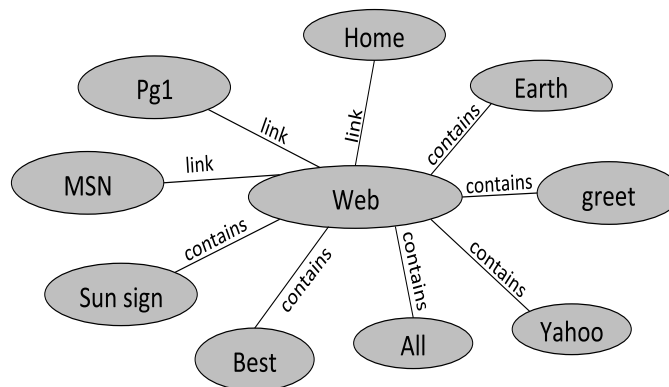 Home
Pg1
Earth
link
link
contains
link
MSN
contains
greet
Web
contains
contains
contains
contains
Sun sign
Yahoo
Best
All